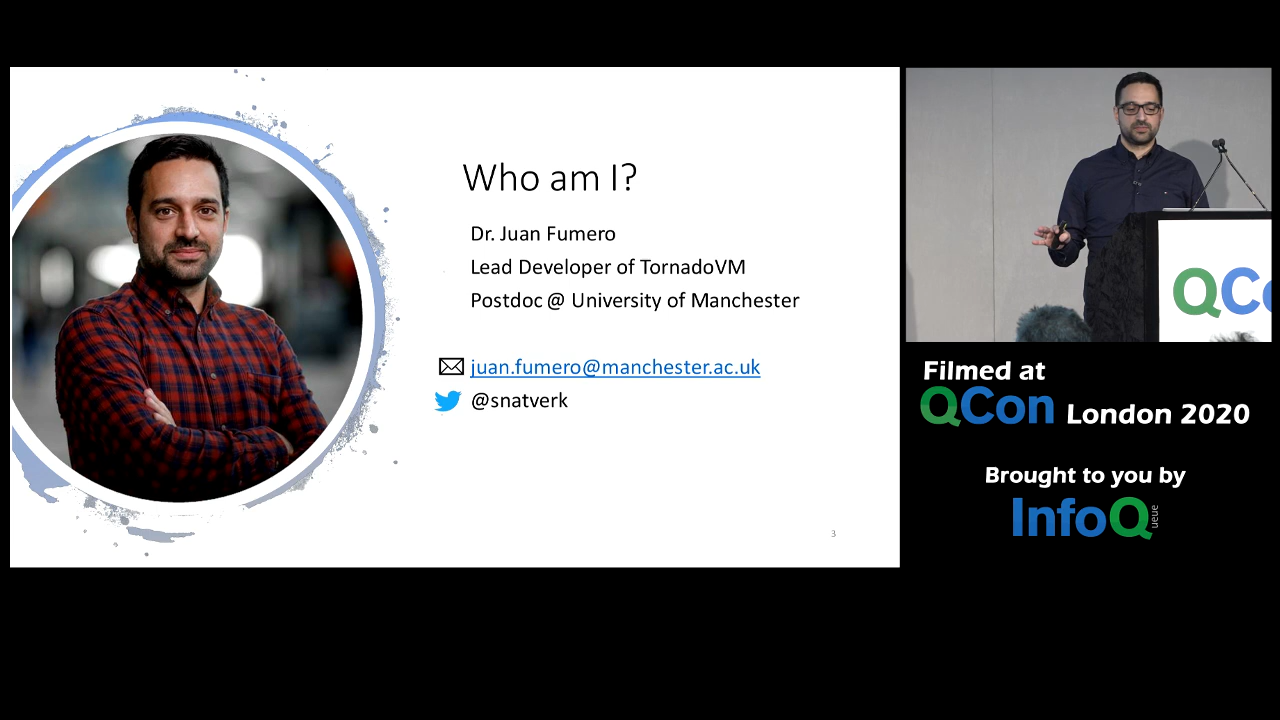 Who am I?
Dr. Juan Fumero
Lead Developer of TornadoVM
Postdoc @ University of Manchester
juan.fumero@manchester.ac.uk
@snatverk
3
QCo
Filmed at
QCon London 2020
Brought to you by
InfoQ
ueue